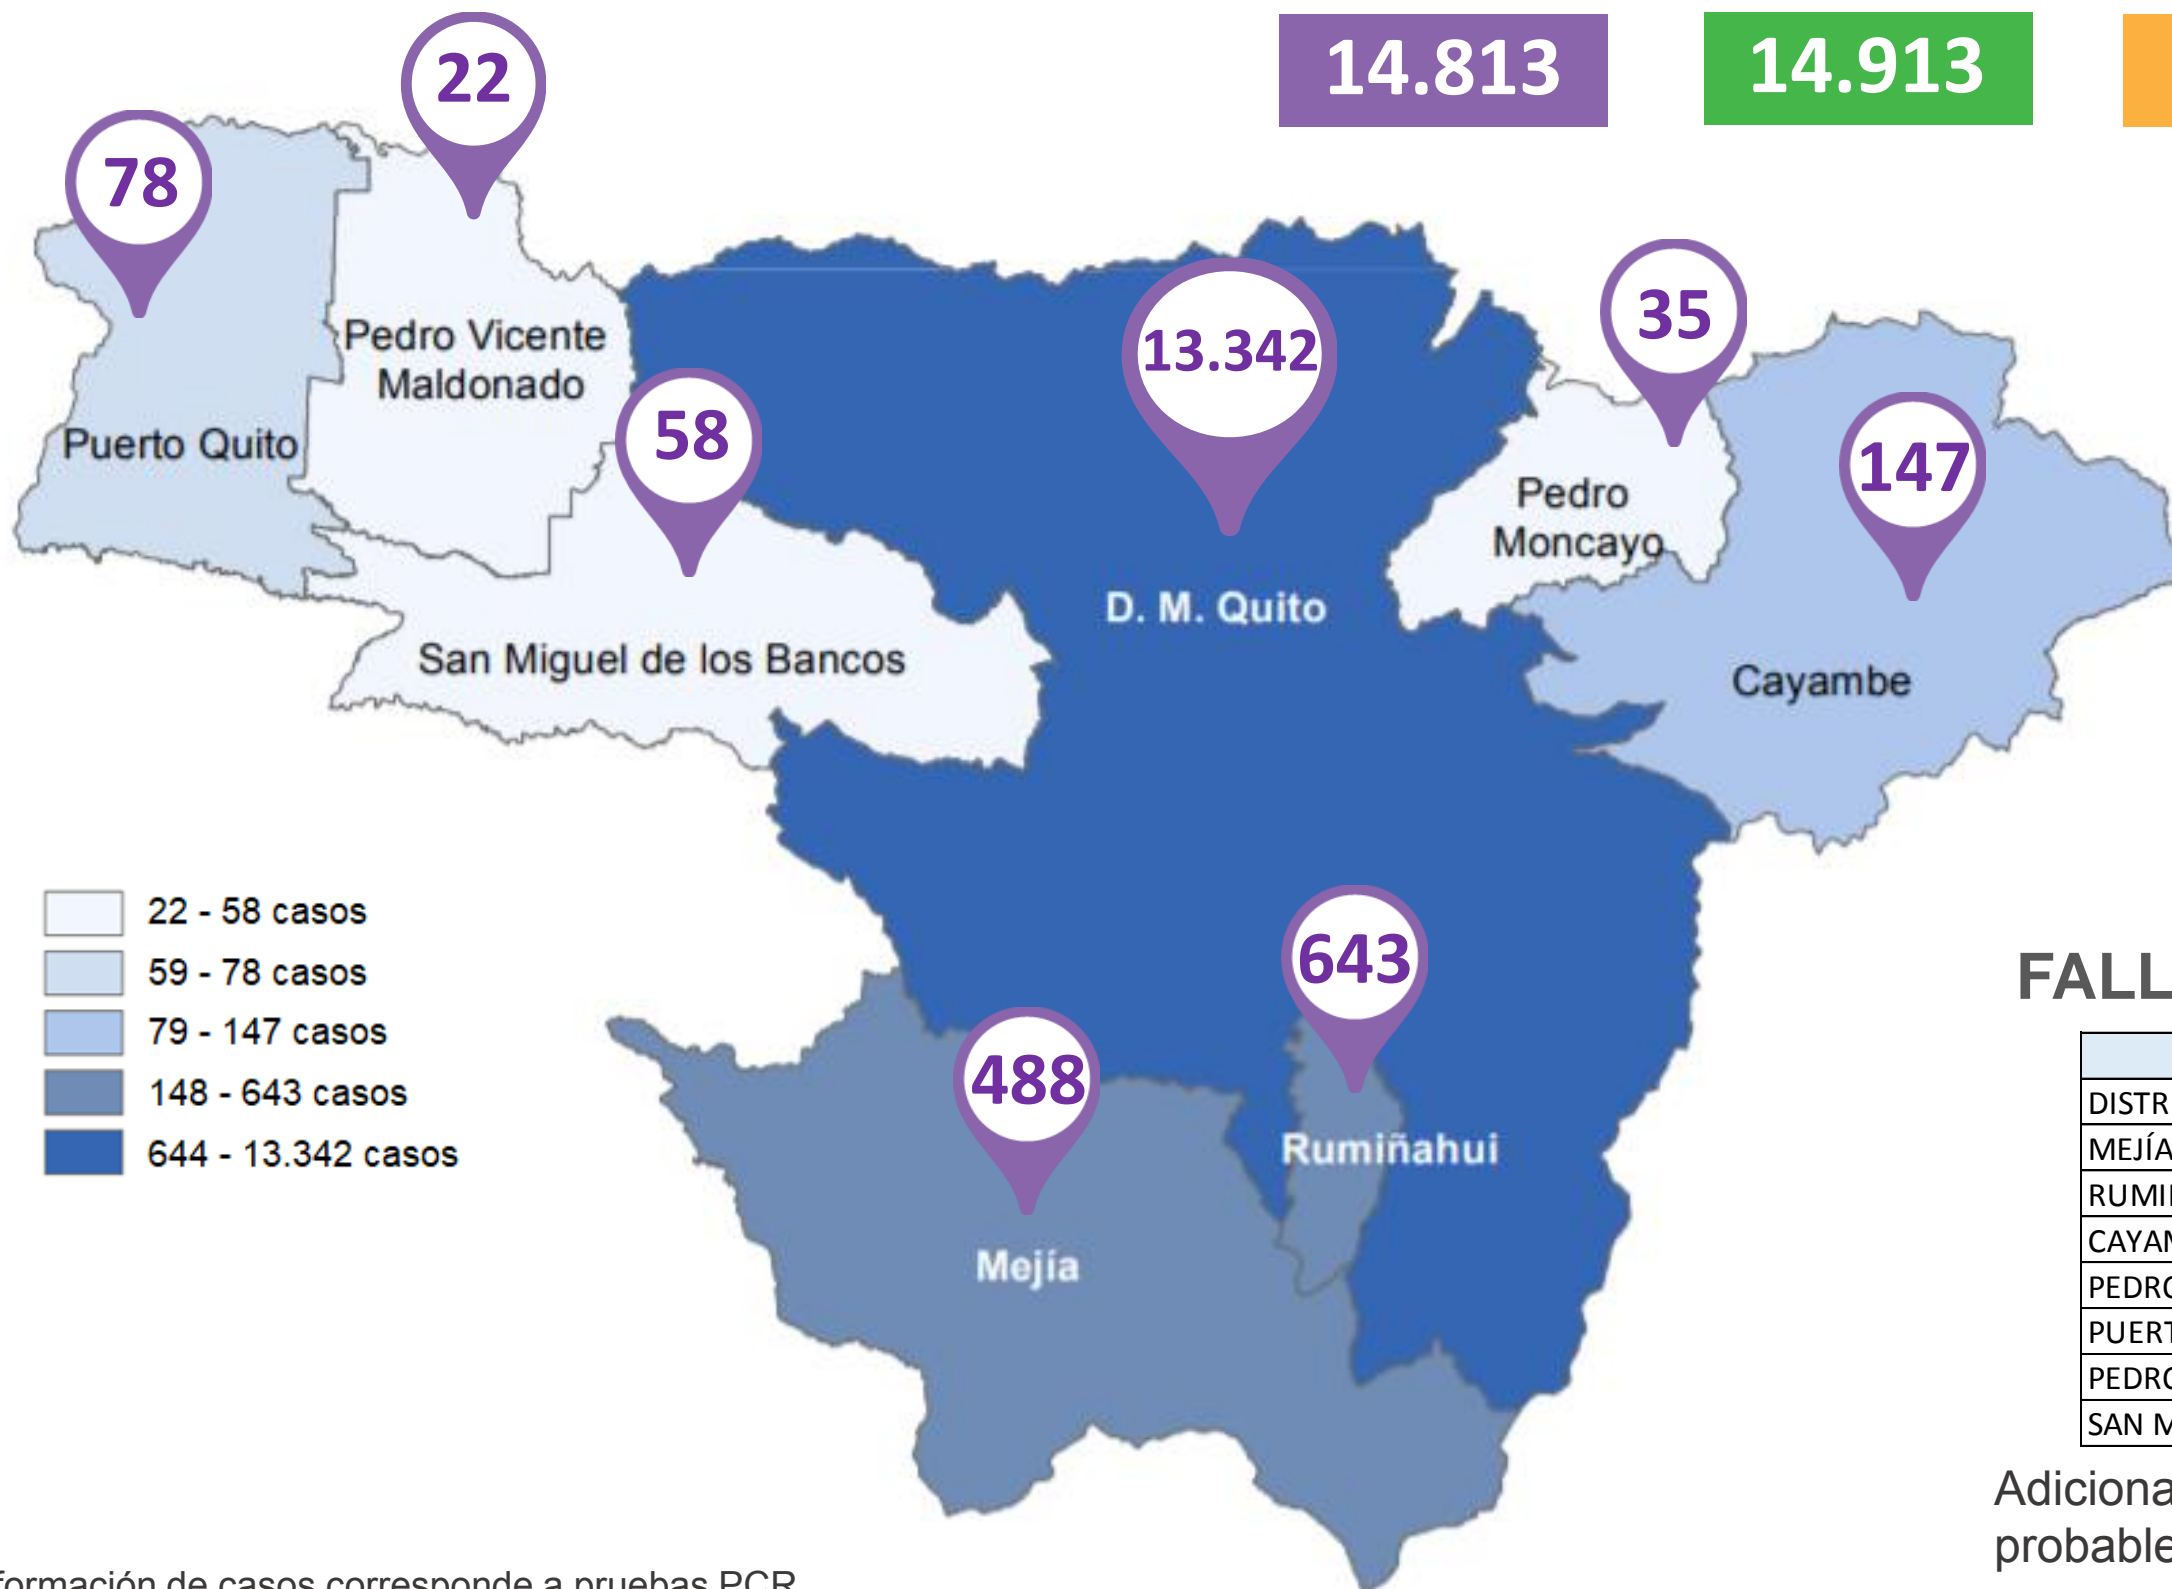 14.813
14.913
22
78
35
13.342
58
147
Pedro Vicente
Maldonado
Puerto Quito
Pedro
Moncayo
D. M. Quito
San Miguel de los Bancos
Cayambe
22 - 58 casos
59 - 78 casos
79 - 147 casos
148 - 643 casos
644 - 13.342 casos
643
488
Rumiñahui
Mejía
FALL
DISTR
MEJÍA
RUMI
CAYAM
PEDRO
PUERT
PEDRO
SAN M
Adiciona
probable
formación de casos corresponde a pruebas PCR